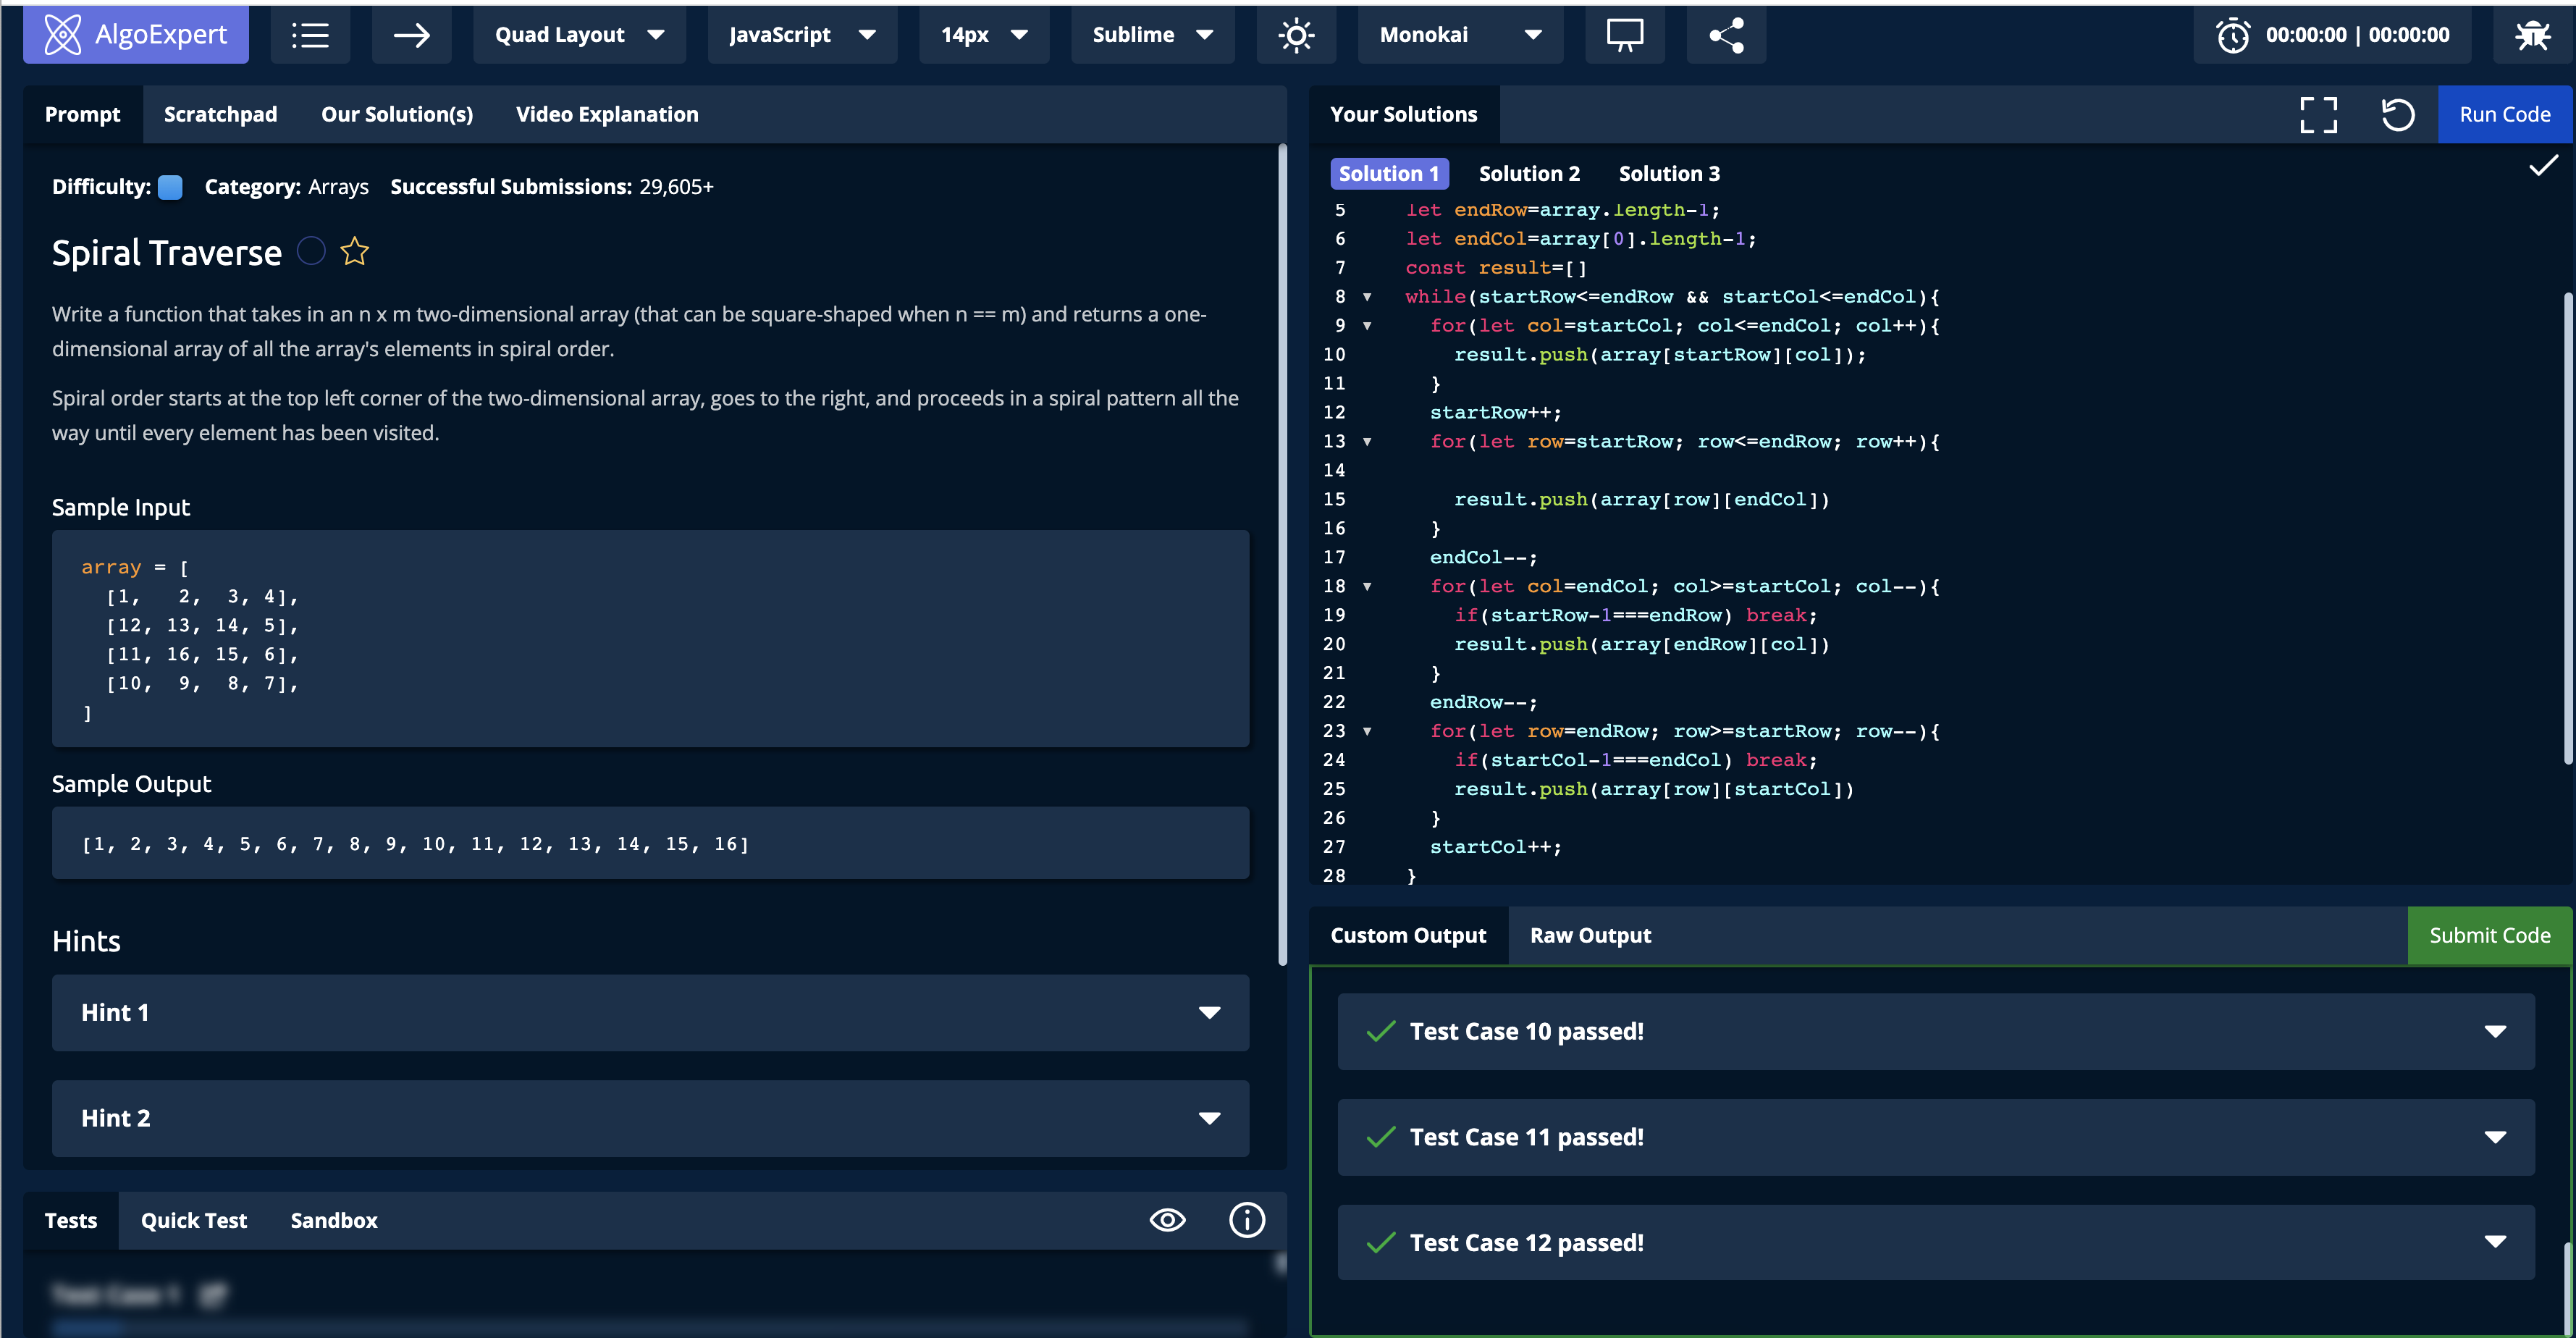 AlgoExpert
Quad Layout
JavaScript
14px
Sublime
Monokai
00:00:00 | 00:00:00
Prompt
Scratchpad
Our Solution(s)
Video Explanation
Difficulty:
Category: Arrays
Successful Submissions: 29,605+
Spiral Traverse
Write a function that takes in an n x m two-dimensional array (that can be square-shaped when n == m) and returns a one-
dimensional array of all the array's elements in spiral order.
Spiral order starts at the top left corner of the two-dimensional array, goes to the right, and proceeds in a spiral pattern all the
way until every element has been visited.
Sample Input
array = [
  [1,   2,  3, 4],
  [12, 13, 14, 5],
  [11, 16, 15, 6],
  [10,  9,  8, 7],
]
Sample Output
[1, 2, 3, 4, 5, 6, 7, 8, 9, 10, 11, 12, 13, 14, 15, 16]
Hints
Hint 1
Hint 2
Tests
Quick Test
Sandbox
Test Case 1
Your Solutions
Run Code
Solution 1
Solution 2
Solution 3
5 let endRow=array.length-1;
6 let endCol=array[0].length-1;
7 const result=[]
8 while(startRow<=endRow && startCol<=endCol){
9 for(let col=startCol; col<=endCol; col++){
10 result.push(array[startRow][col]);
11 }
12 startRow++;
13 for(let row=startRow; row<=endRow; row++){
14
15 result.push(array[row][endCol])
16 }
17 endCol--;
18 for(let col=endCol; col>=startCol; col--){
19 if(startRow-1===endRow) break;
20 result.push(array[endRow][col])
21 }
22 endRow--;
23 for(let row=endRow; row>=startRow; row--){
24 if(startCol-1===endCol) break;
25 result.push(array[row][startCol])
26 }
27 startCol++;
28 }
Custom Output
Raw Output
Submit Code
Test Case 10 passed!
Test Case 11 passed!
Test Case 12 passed!